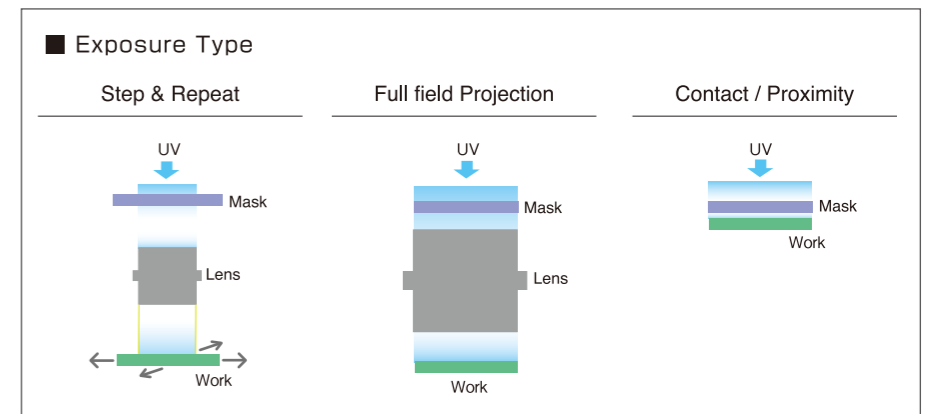 ■ Exposure Type
Step & Repeat
UV
Mask
Lens
Work
Full field Projection
UV
Mask
Lens
Work
Contact / Proximity
UV
Mask
Work